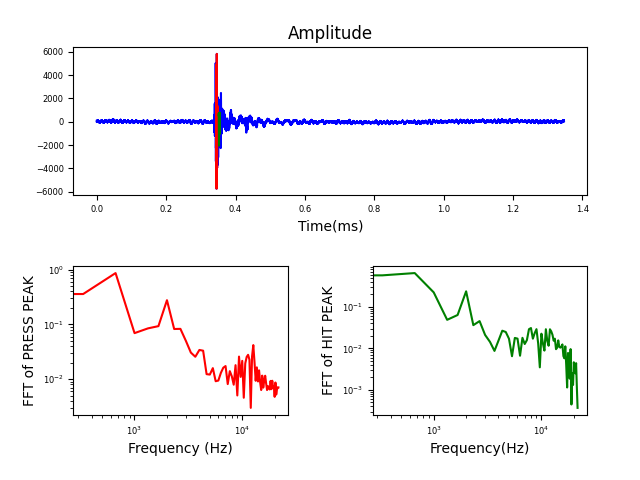 Amplitude
6000
4000
2000
0
−2000
−4000
−6000
0.0 0.2 0.4 0.6 0.8 1.0 1.2 1.4
Time(ms)
FFT of PRESS PEAK
10⁰
10⁻¹
10⁻²
10³ 10⁴
Frequency (Hz)
FFT of HIT PEAK
10⁻¹
10⁻²
10⁻³
10³ 10⁴
Frequency(Hz)